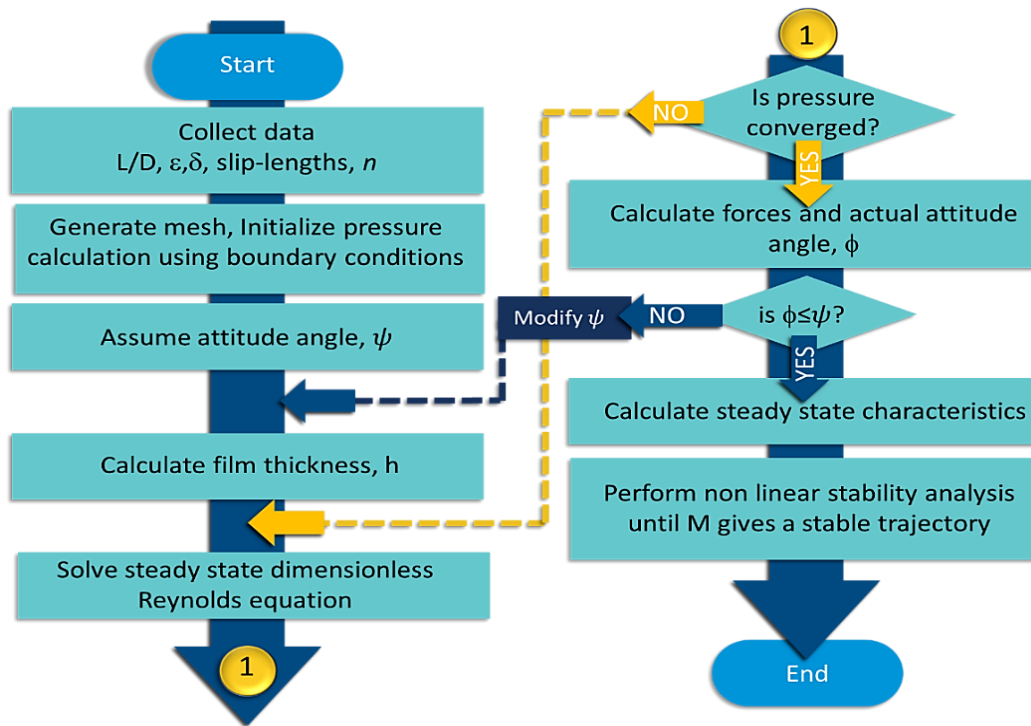 Start
Collect data
L/D, ε,δ, slip-lengths, n
Generate mesh, Initialize pressure
calculation using boundary conditions
Assume attitude angle, ψ
Calculate film thickness, h
Solve steady state dimensionless
Reynolds equation
1
1
Is pressure
converged?
NO
YES
Calculate forces and actual attitude
angle, ϕ
is ϕ≤ψ?
NO
Modify ψ
YES
Calculate steady state characteristics
Perform non linear stability analysis
until M gives a stable trajectory
End